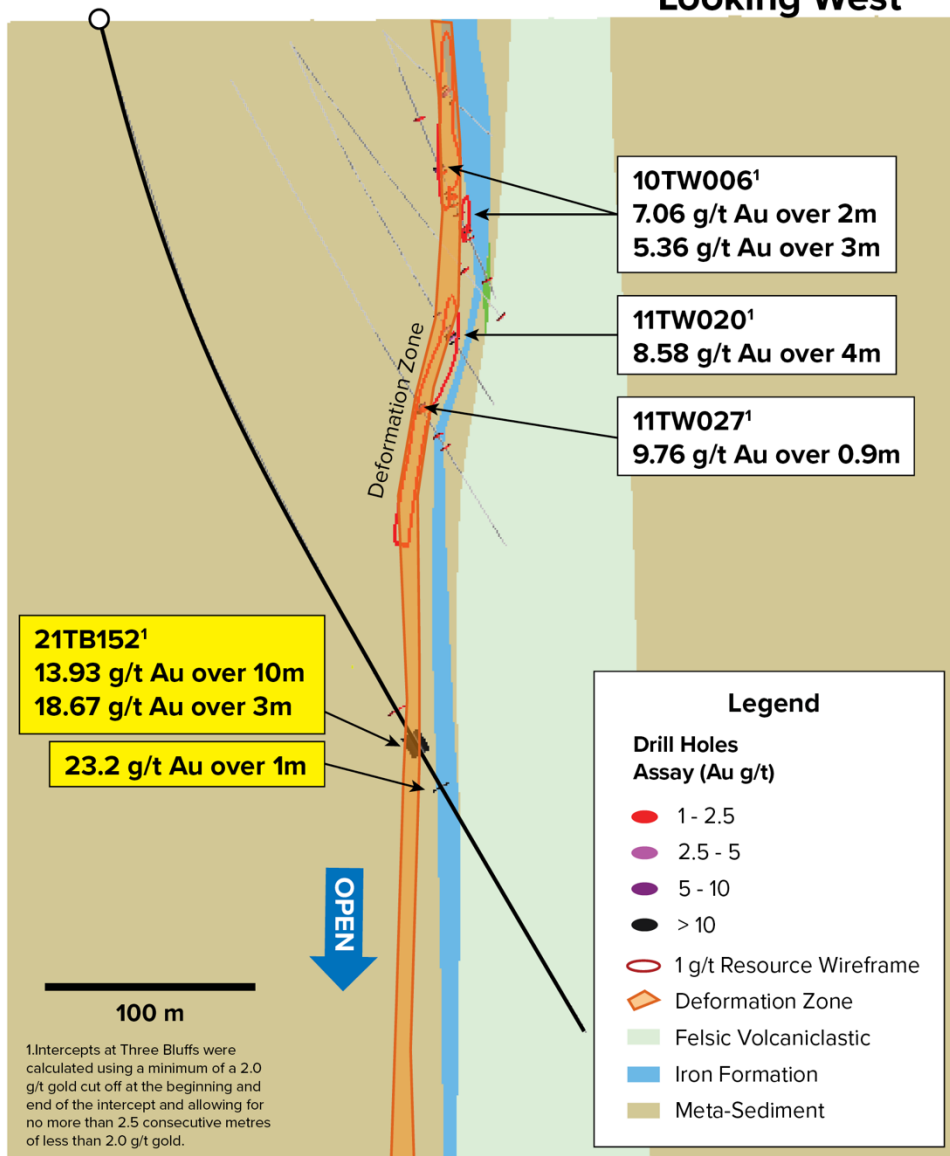 Looking West
10TW006¹
7.06 g/t Au over 2m
5.36 g/t Au over 3m
11TW020¹
8.58 g/t Au over 4m
11TW027¹
9.76 g/t Au over 0.9m
Deformation Zone
21TB152¹
13.93 g/t Au over 10m
18.67 g/t Au over 3m
23.2 g/t Au over 1m
OPEN
100 m
1.Intercepts at Three Bluffs were
calculated using a minimum of a 2.0
g/t gold cut off at the beginning and
end of the intercept and allowing for
no more than 2.5 consecutive metres
of less than 2.0 g/t gold.
Legend
Drill Holes
Assay (Au g/t)
1 - 2.5
2.5 - 5
5 - 10
> 10
1 g/t Resource Wireframe
Deformation Zone
Felsic Volcaniclastic
Iron Formation
Meta-Sediment